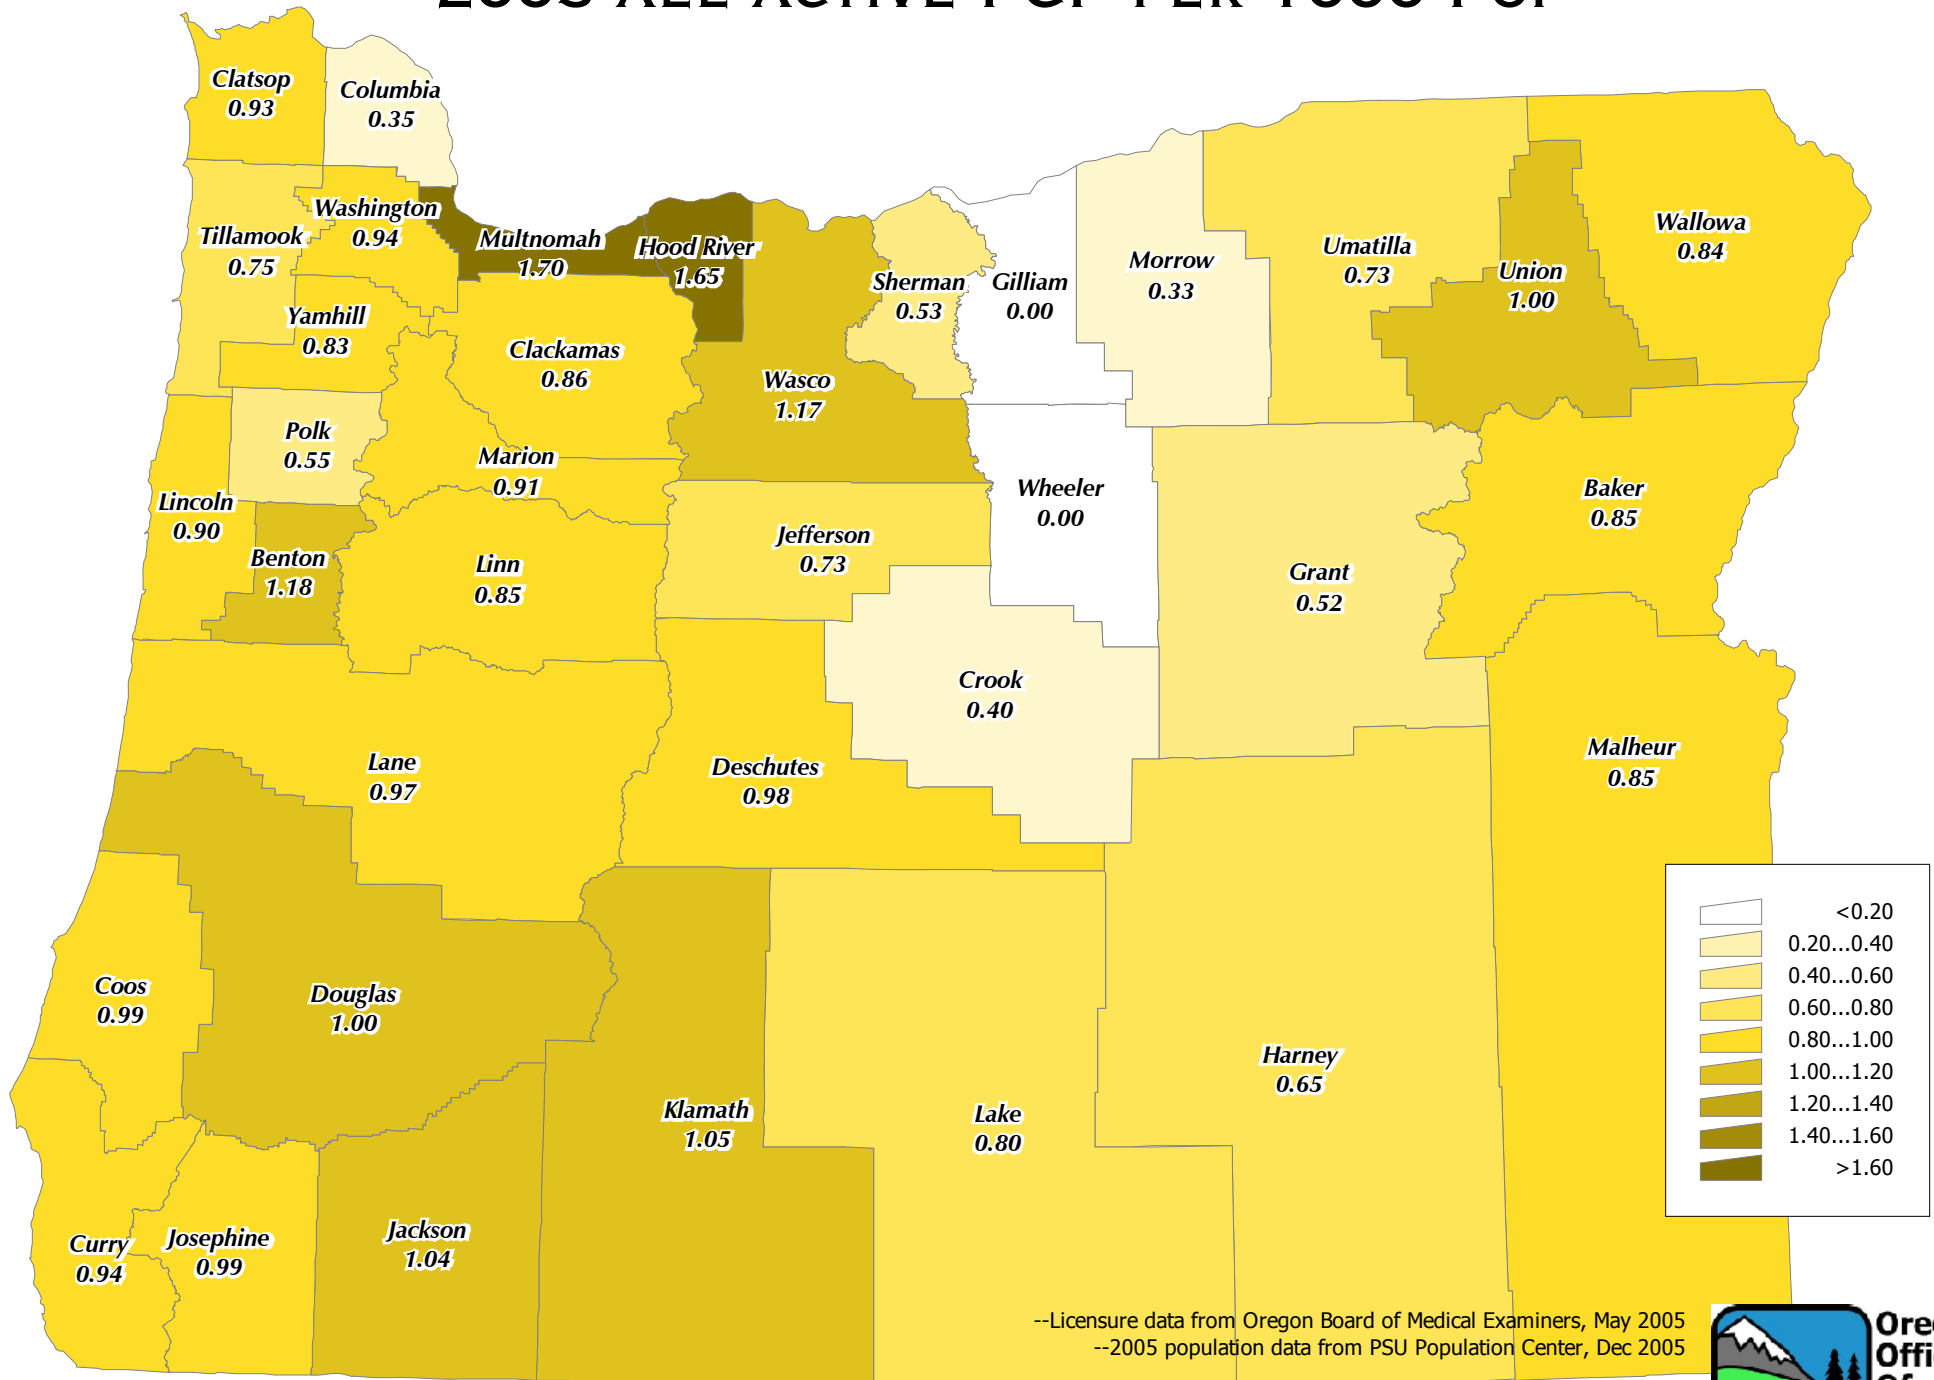 Clatsop
0.93
Columbia
0.35
Washington
0.94
Tillamook
0.75
Multnomah
1.70
Hood River
1.65
Yamhill
0.83
Clackamas
0.86
Wasco
1.17
Sherman
0.53
Gilliam
0.00
Morrow
0.33
Umatilla
0.73
Union
1.00
Wallowa
0.84
Polk
0.55
Marion
0.91
Lincoln
0.90
Benton
1.18
Linn
0.85
Jefferson
0.73
Wheeler
0.00
Grant
0.52
Baker
0.85
Crook
0.40
Lane
0.97
Deschutes
0.98
Malheur
0.85
Coos
0.99
Douglas
1.00
Klamath
1.05
Lake
0.80
Harney
0.65
Curry
0.94
Josephine
0.99
Jackson
1.04
<0.20
0.20...0.40
0.40...0.60
0.60...0.80
0.80...1.00
1.00...1.20
1.20...1.40
1.40...1.60
>1.60
--Licensure data from Oregon Board of Medical Examiners, May 2005
--2005 population data from PSU Population Center, Dec 2005